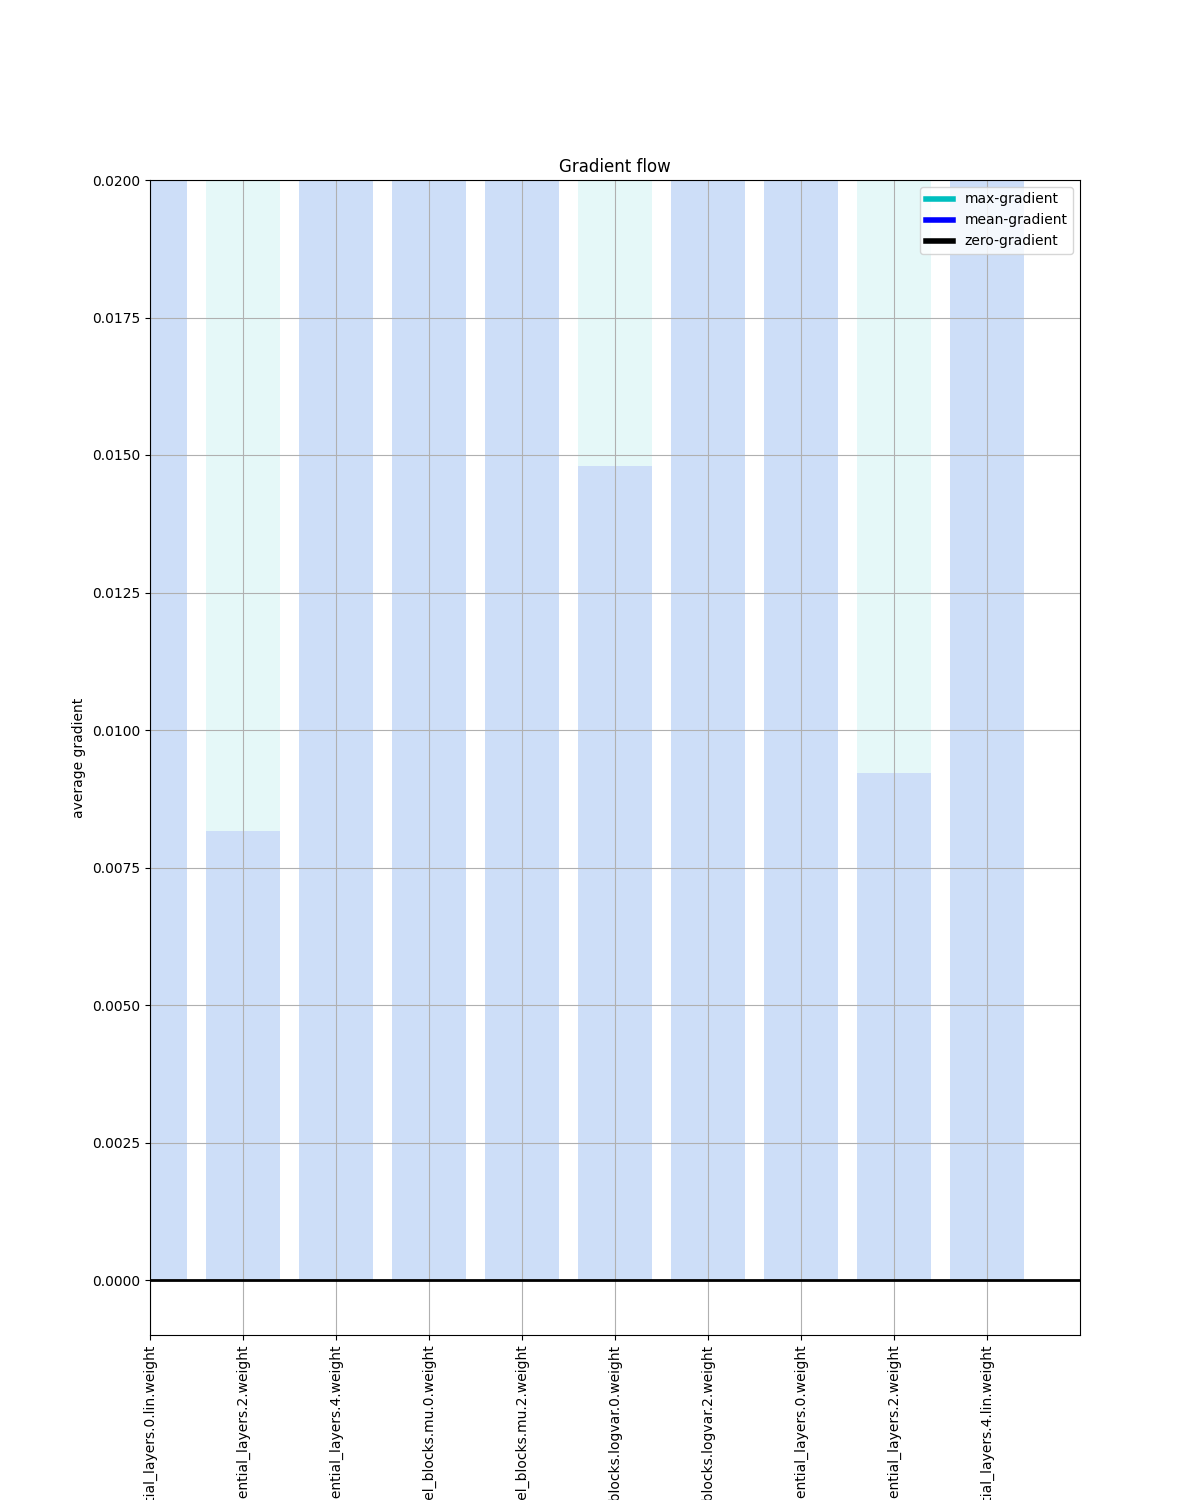 Gradient flow
max-gradient
mean-gradient
zero-gradient
0.0200
0.0175
0.0150
0.0125
0.0100
0.0075
0.0050
0.0025
0.0000
average gradient
tial_layers.0.lin.weight
ential_layers.2.weight
ential_layers.4.weight
el_blocks.mu.0.weight
el_blocks.mu.2.weight
blocks.logvar.0.weight
blocks.logvar.2.weight
ential_layers.0.weight
ential_layers.2.weight
tial_layers.4.lin.weight